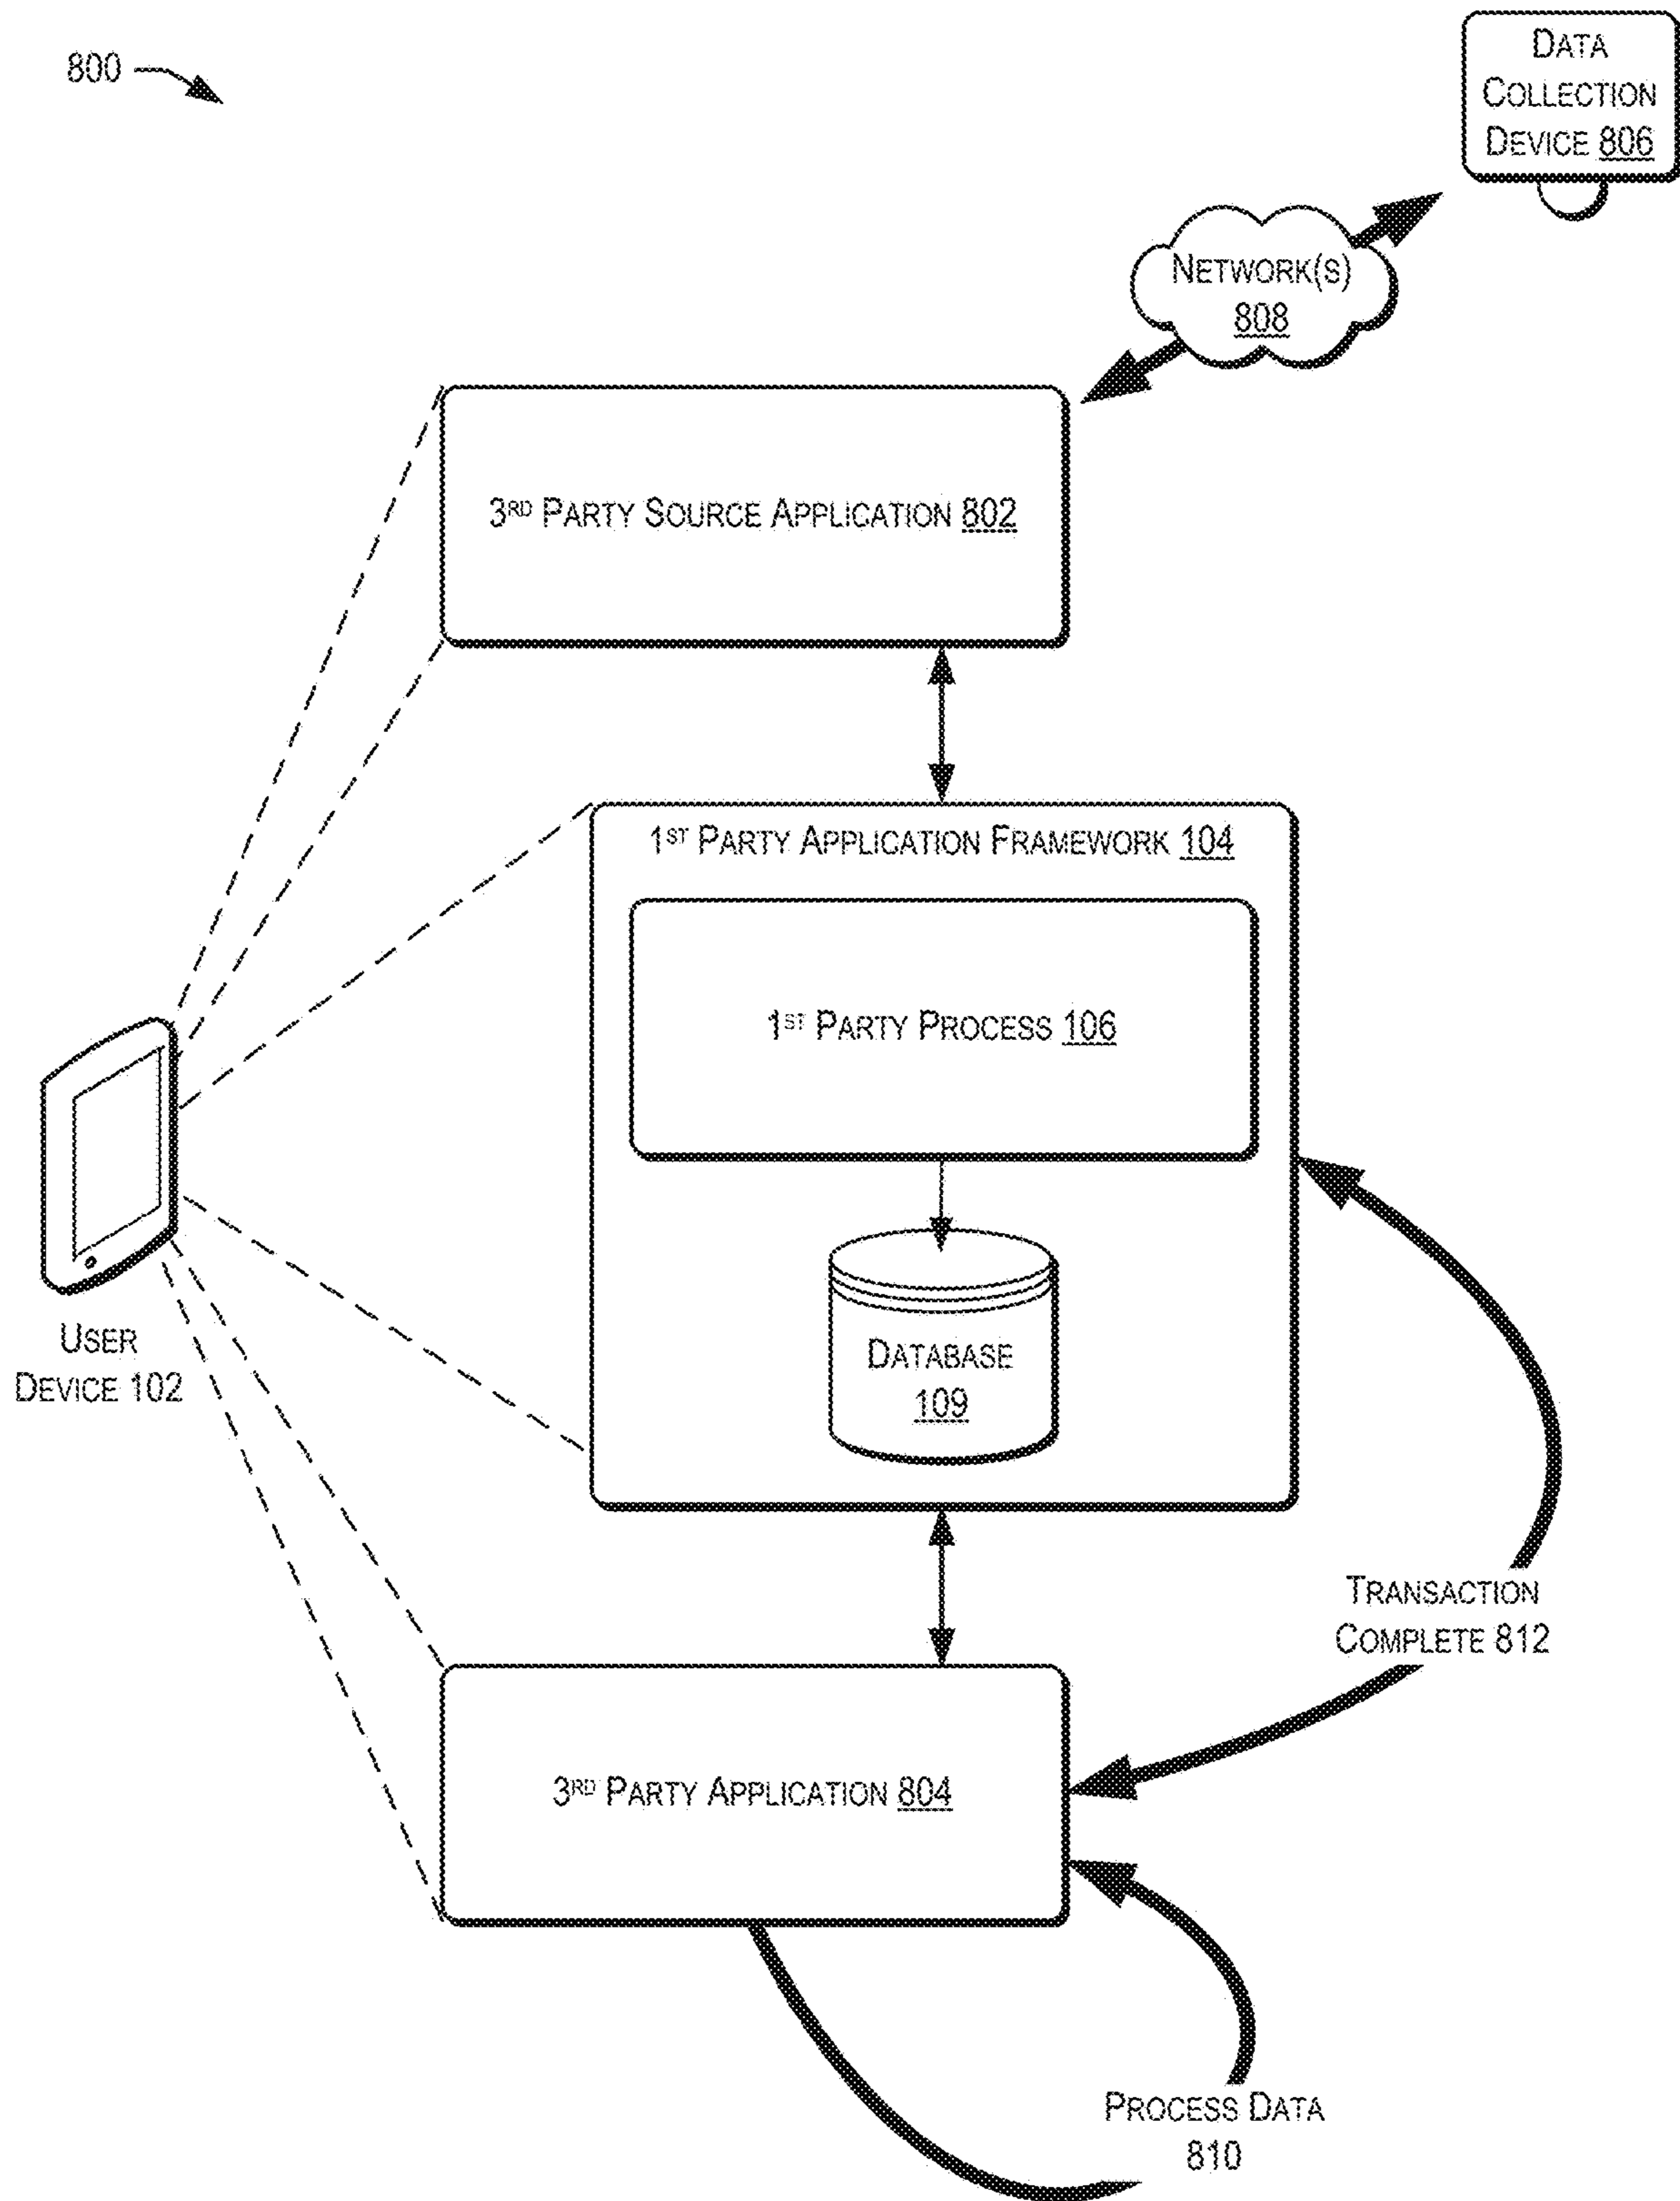 800
DATA
COLLECTION
DEVICE 806
NETWORK(S)
808
3RD PARTY SOURCE APPLICATION 802
1ST PARTY APPLICATION FRAMEWORK 104
1ST PARTY PROCESS 106
DATABASE
109
USER
DEVICE 102
TRANSACTION
COMPLETE 812
3RD PARTY APPLICATION 804
PROCESS DATA
810